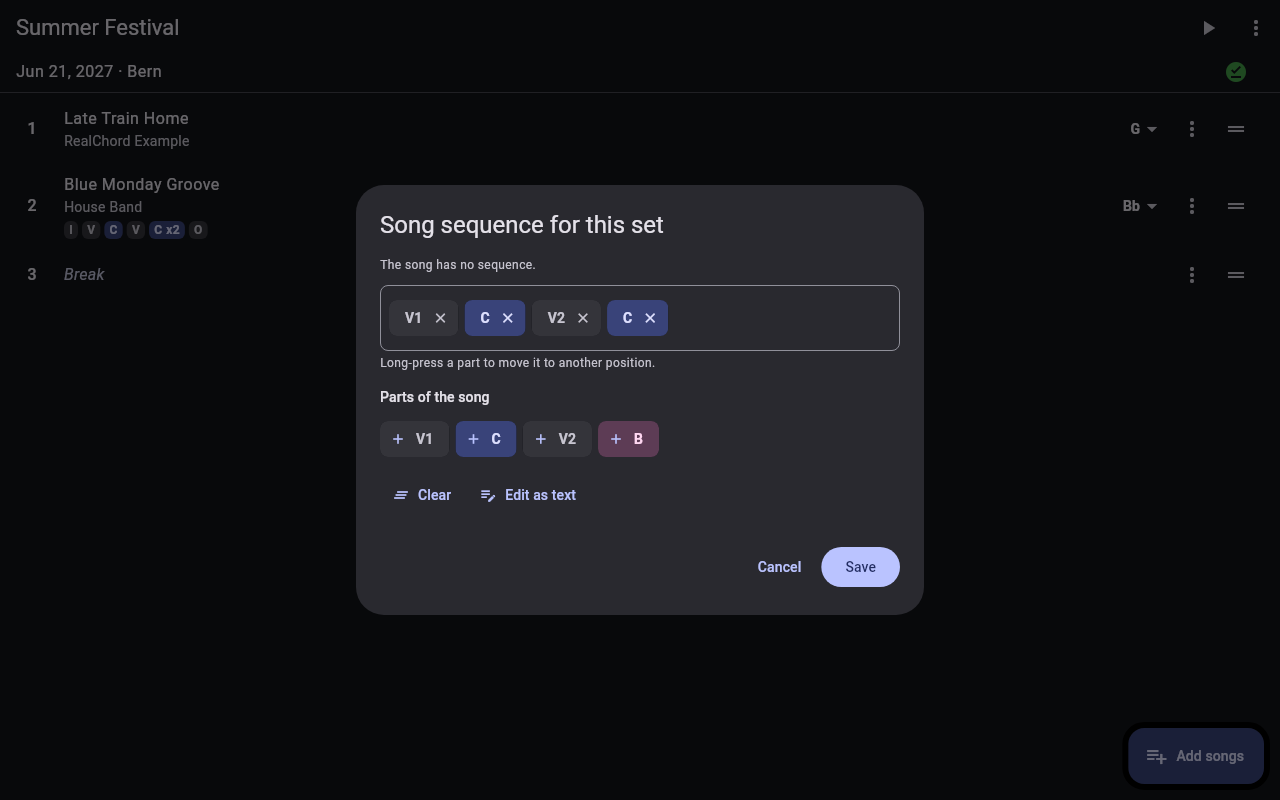 Summer Festival
Jun 21, 2027 · Bern
1
Late Train Home
RealChord Example
G
2
Blue Monday Groove
House Band
I V C V C x2 O
Bb
3
Break
Song sequence for this set
The song has no sequence.
V1 C V2 C
Long-press a part to move it to another position.
Parts of the song
V1 C V2 B
Clear
Edit as text
Cancel
Save
Add songs